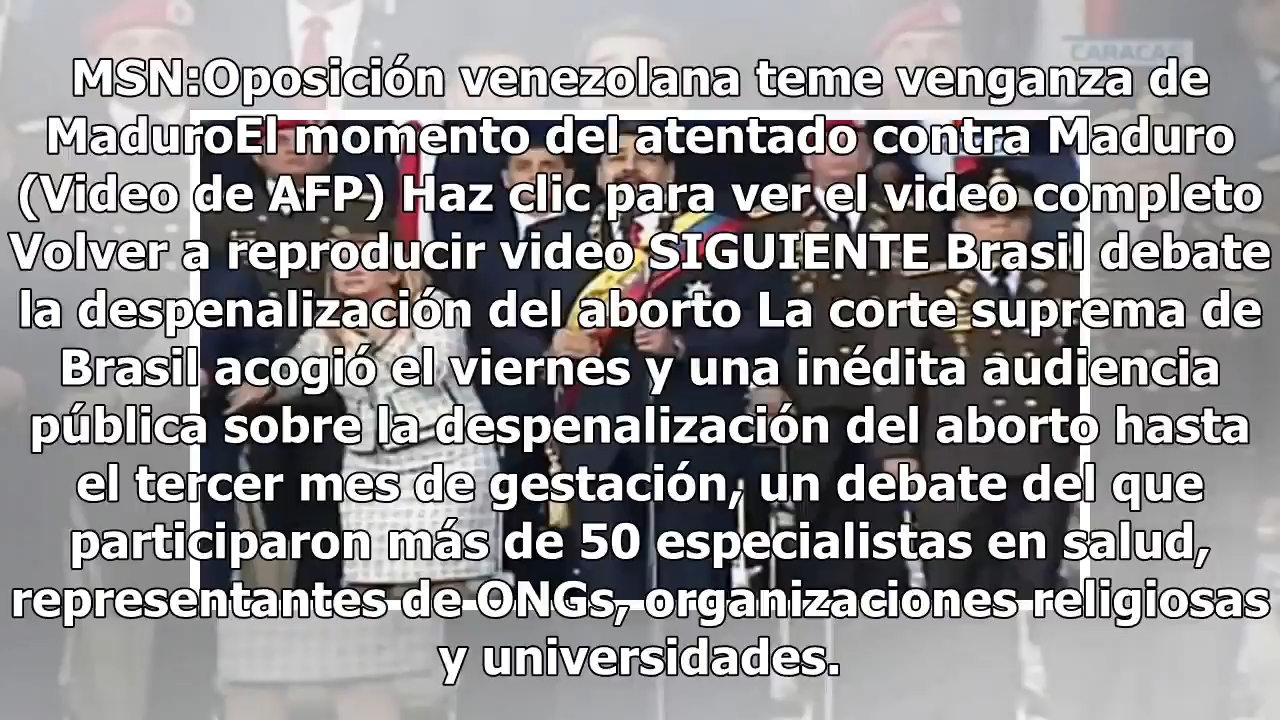 CARACAS
MSN:Oposición venezolana teme venganza de
MaduroEl momento del atentado contra Maduro
(Video de AFP) Haz clic para ver el video completo
Volver a reproducir video SIGUIENTE Brasil debate
la despenalización del aborto La corte suprema de
Brasil acogió el viernes y una inédita audiencia
pública sobre la despenalización del aborto hasta
el tercer mes de gestación, un debate del que
participaron más de 50 especialistas en salud,
representantes de ONGs, organizaciones religiosas
y universidades.